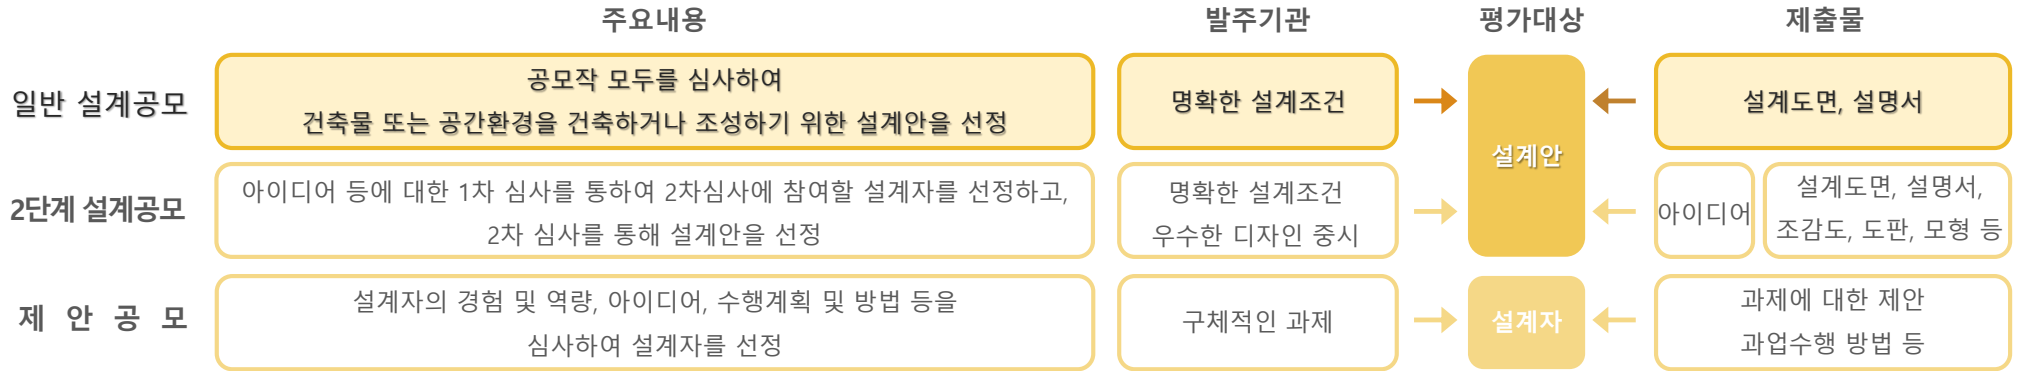 주요내용 발주기관 평가대상 제출물
일반 설계공모
공모작 모두를 심사하여
건축물 또는 공간환경을 건축하거나 조성하기 위한 설계안을 선정
명확한 설계조건
설계안
설계도면, 설명서
2단계 설계공모
아이디어 등에 대한 1차 심사를 통하여 2차심사에 참여할 설계자를 선정하고,
2차 심사를 통해 설계안을 선정
명확한 설계조건
우수한 디자인 중시
아이디어
설계도면, 설명서,
조감도, 도판, 모형 등
제 안 공 모
설계자의 경험 및 역량, 아이디어, 수행계획 및 방법 등을
심사하여 설계자를 선정
구체적인 과제
설계자
과제에 대한 제안
과업수행 방법 등